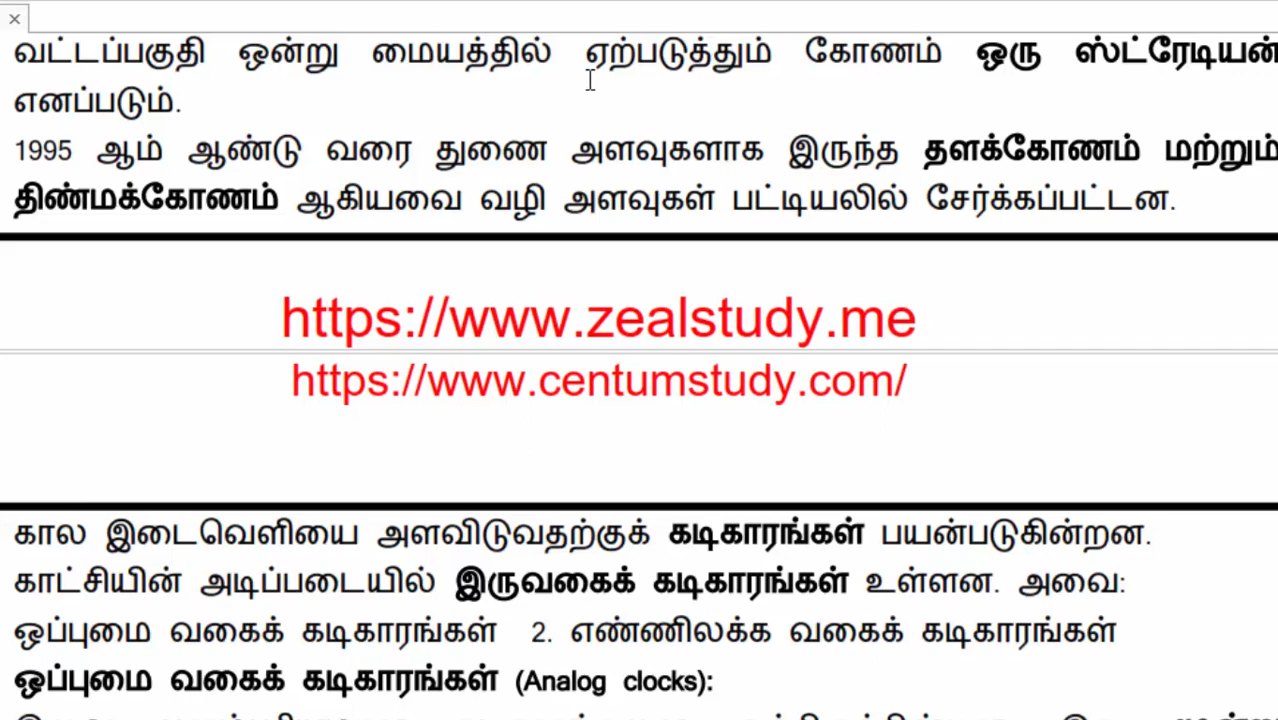 வட்டப்பகுதி ஒன்று மையத்தில் ஏற்படுத்தும் கோணம் ஒரு ஸ்ட்ரேடியன்
எனப்படும்.
1995 ஆம் ஆண்டு வரை துணை அளவுகளாக இருந்த தளக்கோணம் மற்றும்
திண்மக்கோணம் ஆகியவை வழி அளவுகள் பட்டியலில் சேர்க்கப்பட்டன.
https://www.zealstudy.me
https://www.centumstudy.com/
கால இடைவெளியை அளவிடுவதற்குக் கடிகாரங்கள் பயன்படுகின்றன.
காட்சியின் அடிப்படையில் இருவகைக் கடிகாரங்கள் உள்ளன. அவை:
ஒப்புமை வகைக் கடிகாரங்கள் 2. எண்ணிலக்க வகைக் கடிகாரங்கள்
ஒப்புமை வகைக் கடிகாரங்கள் (Analog clocks):